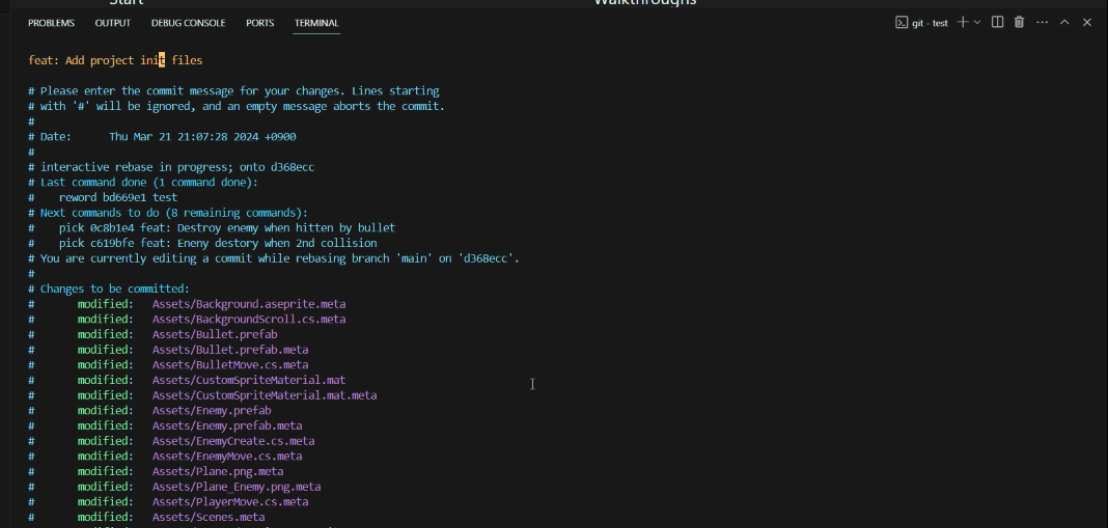 Start
Walkthroughs
PROBLEMS OUTPUT DEBUG CONSOLE PORTS TERMINAL
git - test
feat: Add project init files
# Please enter the commit message for your changes. Lines starting
# with '#' will be ignored, and an empty message aborts the commit.
#
# Date:      Thu Mar 21 21:07:28 2024 +0900
#
# interactive rebase in progress; onto d368ecc
# Last command done (1 command done):
#    reword bd669e1 test
# Next commands to do (8 remaining commands):
#    pick 0c8b1e4 feat: Destroy enemy when hitten by bullet
#    pick c619bfe feat: Eneny destory when 2nd collision
# You are currently editing a commit while rebasing branch 'main' on 'd368ecc'.
#
# Changes to be committed:
#       modified:   Assets/Background.aseprite.meta
#       modified:   Assets/BackgroundScroll.cs.meta
#       modified:   Assets/Bullet.prefab
#       modified:   Assets/Bullet.prefab.meta
#       modified:   Assets/BulletMove.cs.meta
#       modified:   Assets/CustomSpriteMaterial.mat
#       modified:   Assets/CustomSpriteMaterial.mat.meta
#       modified:   Assets/Enemy.prefab
#       modified:   Assets/Enemy.prefab.meta
#       modified:   Assets/EnemyCreate.cs.meta
#       modified:   Assets/EnemyMove.cs.meta
#       modified:   Assets/Plane.png.meta
#       modified:   Assets/Plane_Enemy.png.meta
#       modified:   Assets/PlayerMove.cs.meta
#       modified:   Assets/Scenes.meta